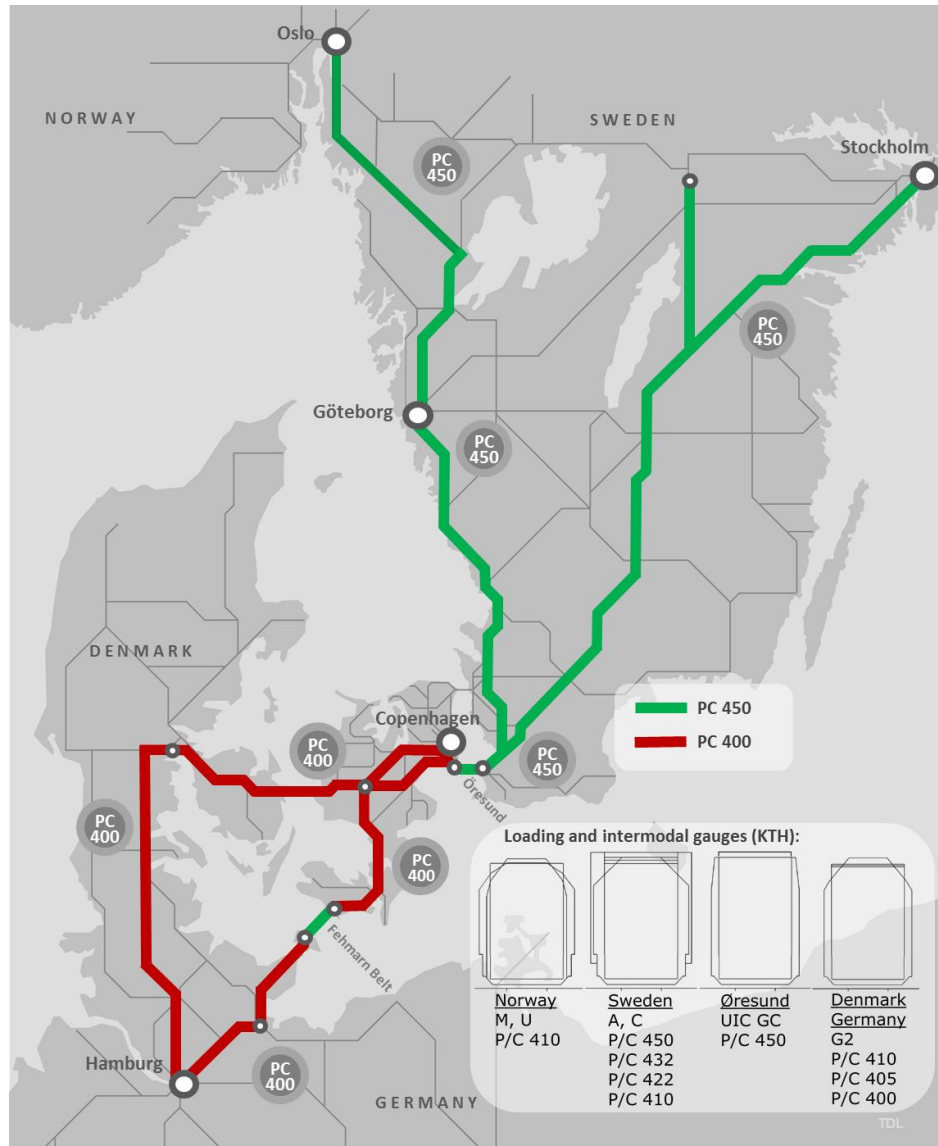 Oslo
NORWAY
SWEDEN
PC
450
Stockholm
PC
450
Göteborg
PC
450
DENMARK
Copenhagen
PC
400
PC
450
Öresund
PC 450
PC 400
PC
400
PC
400
Fehmarn Belt
Hamburg
PC
400
GERMANY
Loading and intermodal gauges (KTH):
Norway
M, U
P/C 410
Sweden
A, C
P/C 450
P/C 432
P/C 422
P/C 410
Øresund
UIC GC
P/C 450
Denmark
Germany
G2
P/C 410
P/C 405
P/C 400
TDL